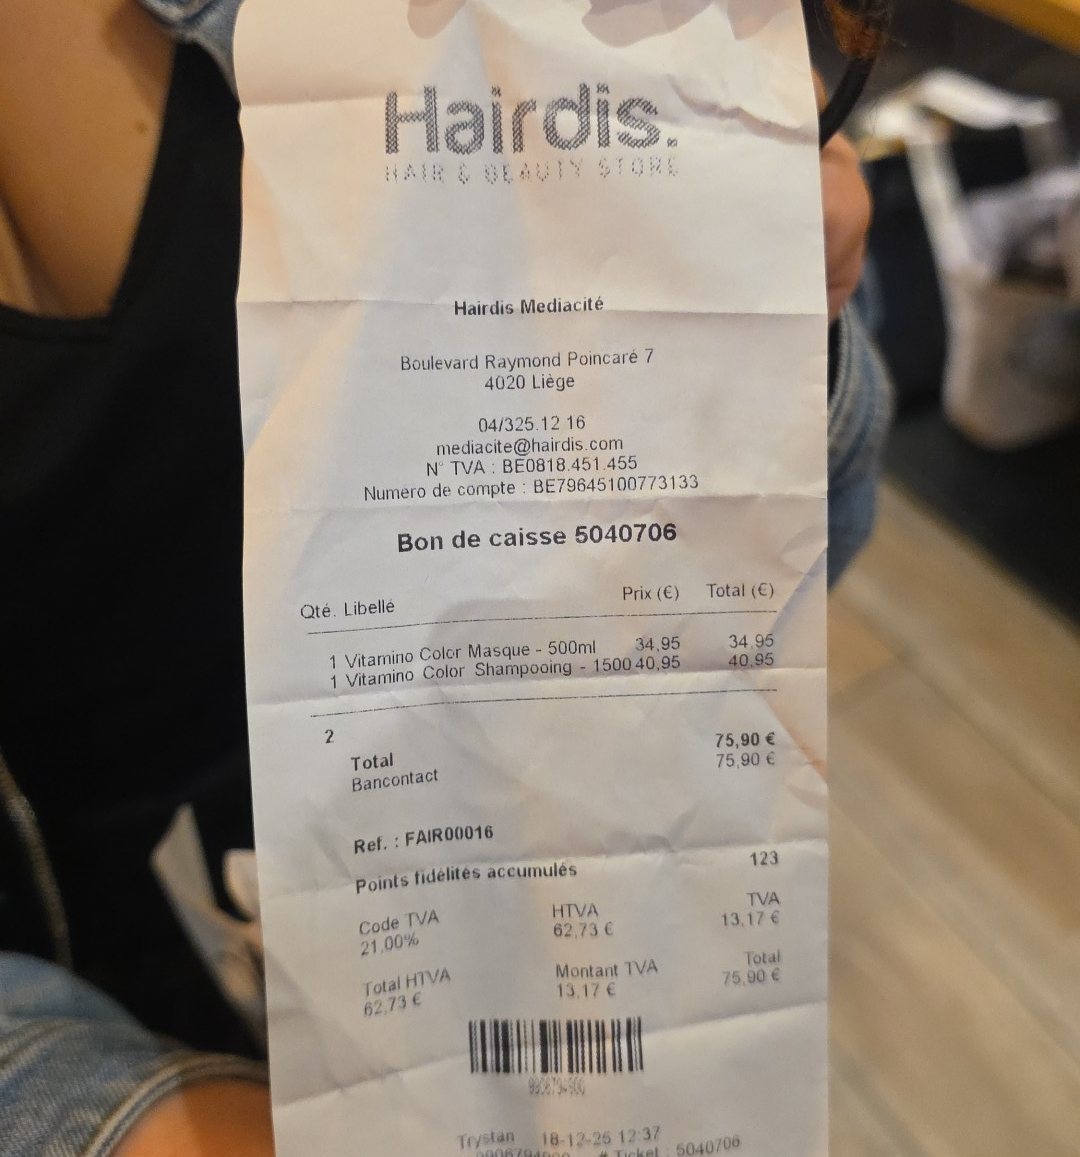 Hairdis.
HAIR & BEAUTY STORE
Hairdis Mediacité
Boulevard Raymond Poincaré 7
4020 Liège
04/325.12 16
mediacite@hairdis.com
N° TVA : BE0818.451.455
Numéro de compte : BE79645100773133
Bon de caisse 5040706
Qté. Libellé Prix (€) Total (€)
1 Vitamino Color Masque - 500ml 34,95 34,95
1 Vitamino Color Shampooing - 1500 40,95 40,95
2
Total 75,90 €
Bancontact 75,90 €
Ref. : FAIR00016
Points fidélités accumulés 123
Code TVA HTVA TVA
21,00% 62,73 € 13,17 €
Total HTVA Montant TVA Total
62,73 € 13,17 € 75,90 €
Trystan 18-12-25 12:37
# Ticket : 5040706